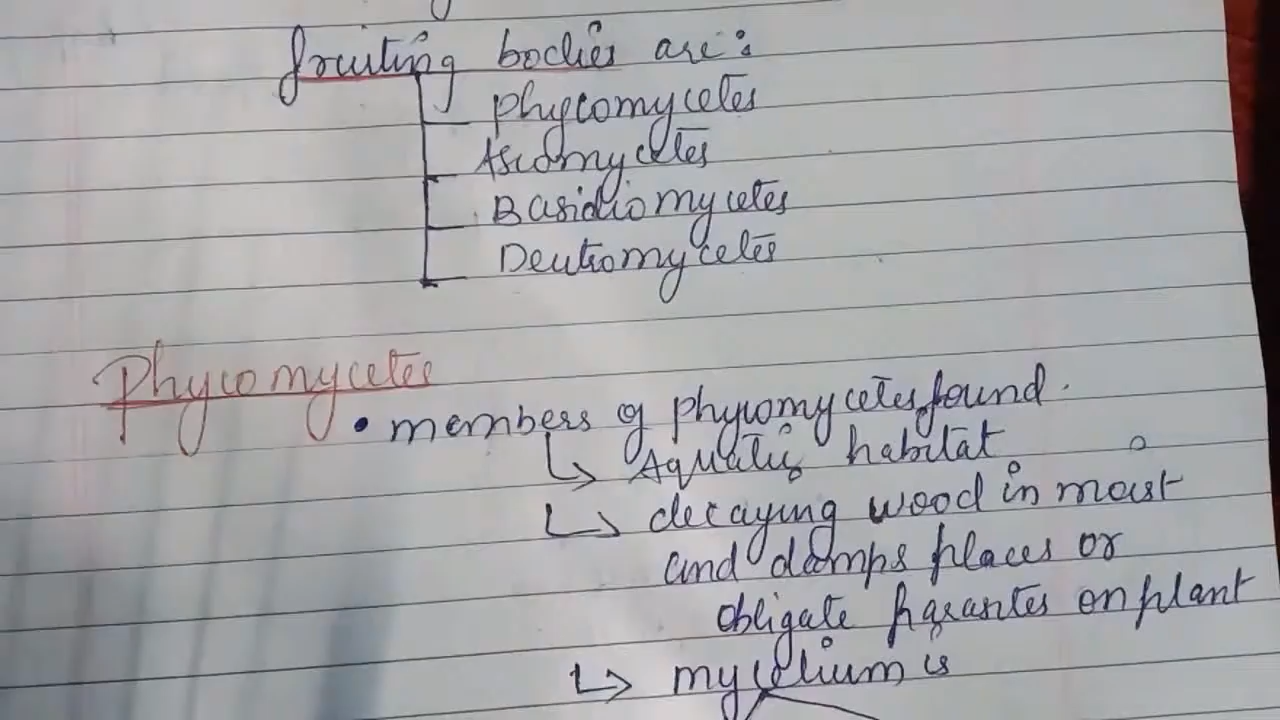 fruiting bodies are:
Phycomycetes
Ascomycetes
Basidiomycetes
Deutromycetes
Phycomycetes
• members of phycomycetes found.
↳ Aquatic habitat
↳ decaying wood in moist
and damps places or
obligate parasites on plant
↳ mycelium is